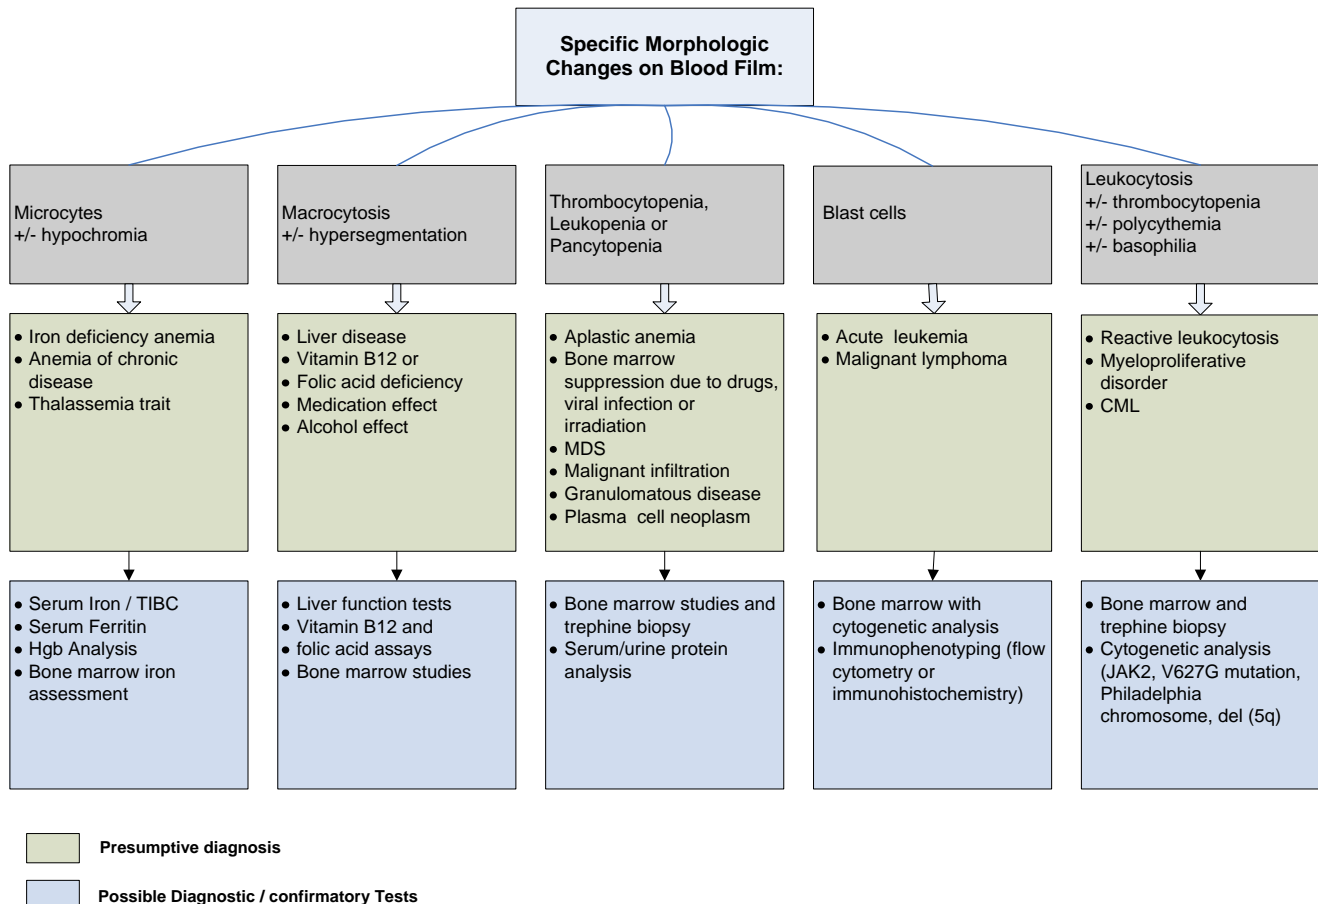 Specific Morphologic
Changes on Blood Film:
Microcytes
+/- hypochromia
Macrocytosis
+/- hypersegmentation
Thrombocytopenia,
Leukopenia or
Pancytopenia
Blast cells
Leukocytosis
+/- thrombocytopenia
+/- polycythemia
+/- basophilia
• Iron deficiency anemia
• Anemia of chronic
disease
• Thalassemia trait
• Liver disease
• Vitamin B12 or
• Folic acid deficiency
• Medication effect
• Alcohol effect
• Aplastic anemia
• Bone marrow
suppression due to drugs,
viral infection or
irradiation
• MDS
• Malignant infiltration
• Granulomatous disease
• Plasma cell neoplasm
• Acute leukemia
• Malignant lymphoma
• Reactive leukocytosis
• Myeloproliferative
disorder
• CML
• Serum Iron / TIBC
• Serum Ferritin
• Hgb Analysis
• Bone marrow iron
assessment
• Liver function tests
• Vitamin B12 and
• folic acid assays
• Bone marrow studies
• Bone marrow studies and
trephine biopsy
• Serum/urine protein
analysis
• Bone marrow with
cytogenetic analysis
• Immunophenotyping (flow
cytometry or
immunohistochemistry)
• Bone marrow and
trephine biopsy
• Cytogenetic analysis
(JAK2, V627G mutation,
Philadelphia
chromosome, del (5q)
Presumptive diagnosis
Possible Diagnostic / confirmatory Tests